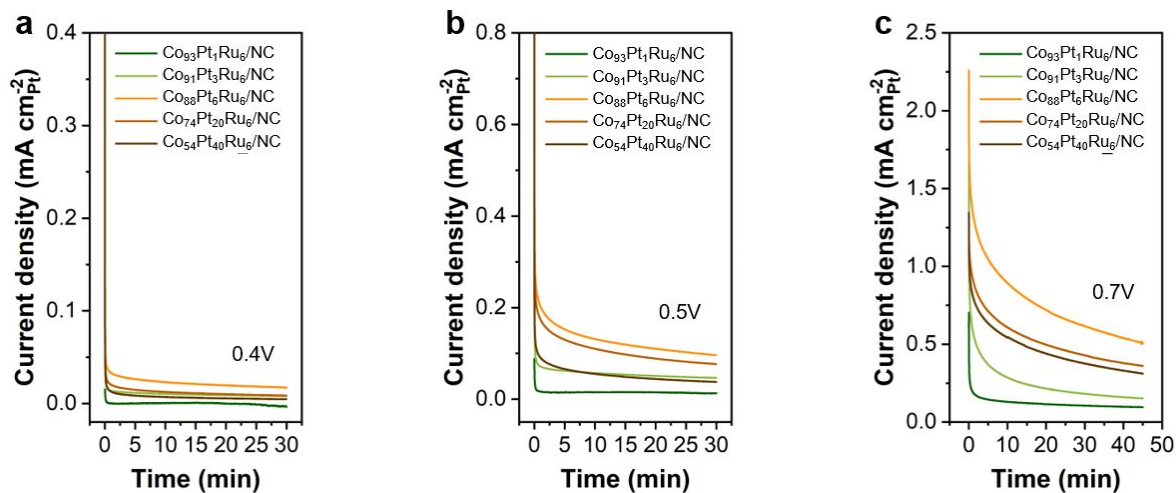 a
0.4
0.3
0.2
0.1
0.0
Current density (mA cm⁻²Pt)
Co₉₃Pt₁Ru₆/NC
Co₉₁Pt₃Ru₆/NC
Co₈₈Pt₆Ru₆/NC
Co₇₄Pt₂₀Ru₆/NC
Co₅₄Pt₄₀Ru₆/NC
0.4V
0 5 10 15 20 25 30
Time (min)
b
0.8
0.6
0.4
0.2
0.0
Current density (mA cm⁻²Pt)
Co₉₃Pt₁Ru₆/NC
Co₉₁Pt₃Ru₆/NC
Co₈₈Pt₆Ru₆/NC
Co₇₄Pt₂₀Ru₆/NC
Co₅₄Pt₄₀Ru₆/NC
0.5V
0 5 10 15 20 25 30
Time (min)
c
2.5
2.0
1.5
1.0
0.5
0.0
Current density (mA cm⁻²Pt)
Co₉₃Pt₁Ru₆/NC
Co₉₁Pt₃Ru₆/NC
Co₈₈Pt₆Ru₆/NC
Co₇₄Pt₂₀Ru₆/NC
Co₅₄Pt₄₀Ru₆/NC
0.7V
0 10 20 30 40 50
Time (min)